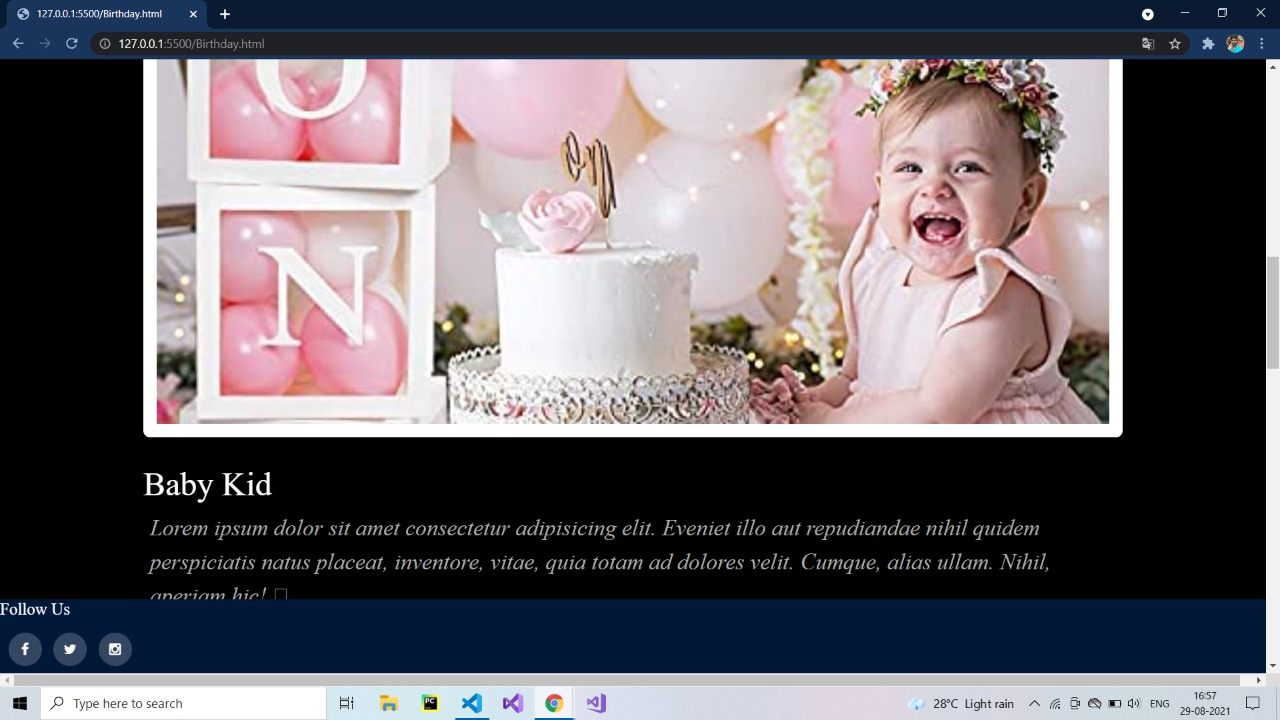 127.0.0.1:5500/Birthday.html
127.0.0.1:5500/Birthday.html
O
N
Baby Kid
Lorem ipsum dolor sit amet consectetur adipisicing elit. Eveniet illo aut repudiandae nihil quidem
perspiciatis natus placeat, inventore, vitae, quia totam ad dolores velit. Cumque, alias ullam. Nihil,
aperiam hic!
Follow Us
Type here to search
28°C Light rain
ENG
16:57
29-08-2021